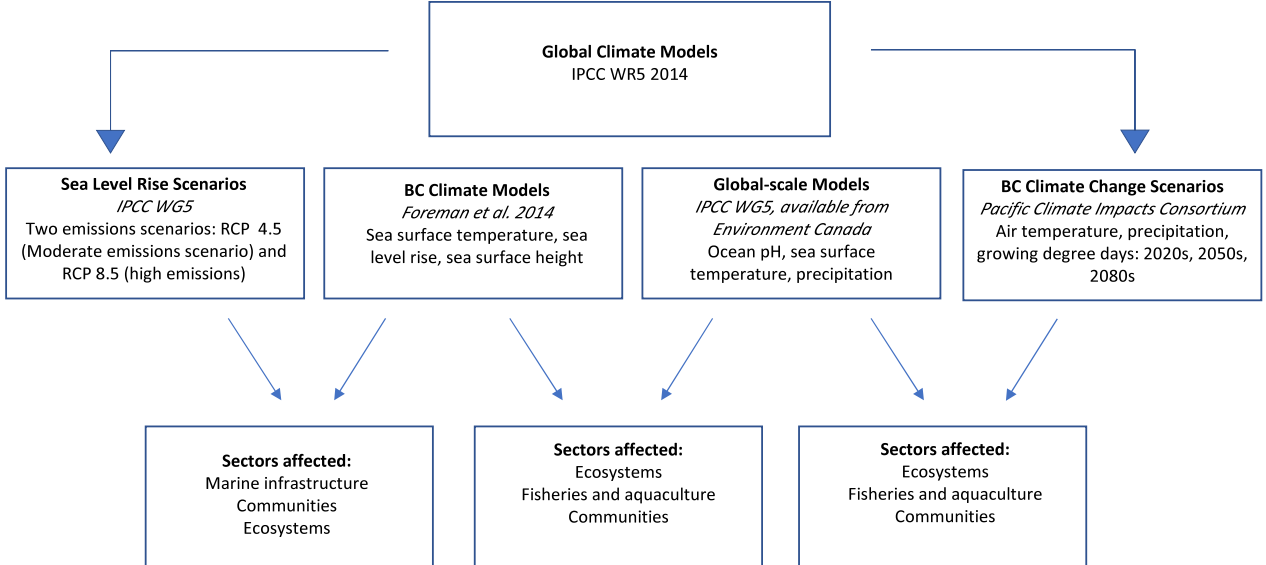 Global Climate Models
IPCC WR5 2014
Sea Level Rise Scenarios
IPCC WG5
Two emissions scenarios: RCP 4.5
(Moderate emissions scenario) and
RCP 8.5 (high emissions)
BC Climate Models
Foreman et al. 2014
Sea surface temperature, sea
level rise, sea surface height
Global-scale Models
IPCC WG5, available from
Environment Canada
Ocean pH, sea surface
temperature, precipitation
BC Climate Change Scenarios
Pacific Climate Impacts Consortium
Air temperature, precipitation,
growing degree days: 2020s, 2050s,
2080s
Sectors affected:
Marine infrastructure
Communities
Ecosystems
Sectors affected:
Ecosystems
Fisheries and aquaculture
Communities
Sectors affected:
Ecosystems
Fisheries and aquaculture
Communities